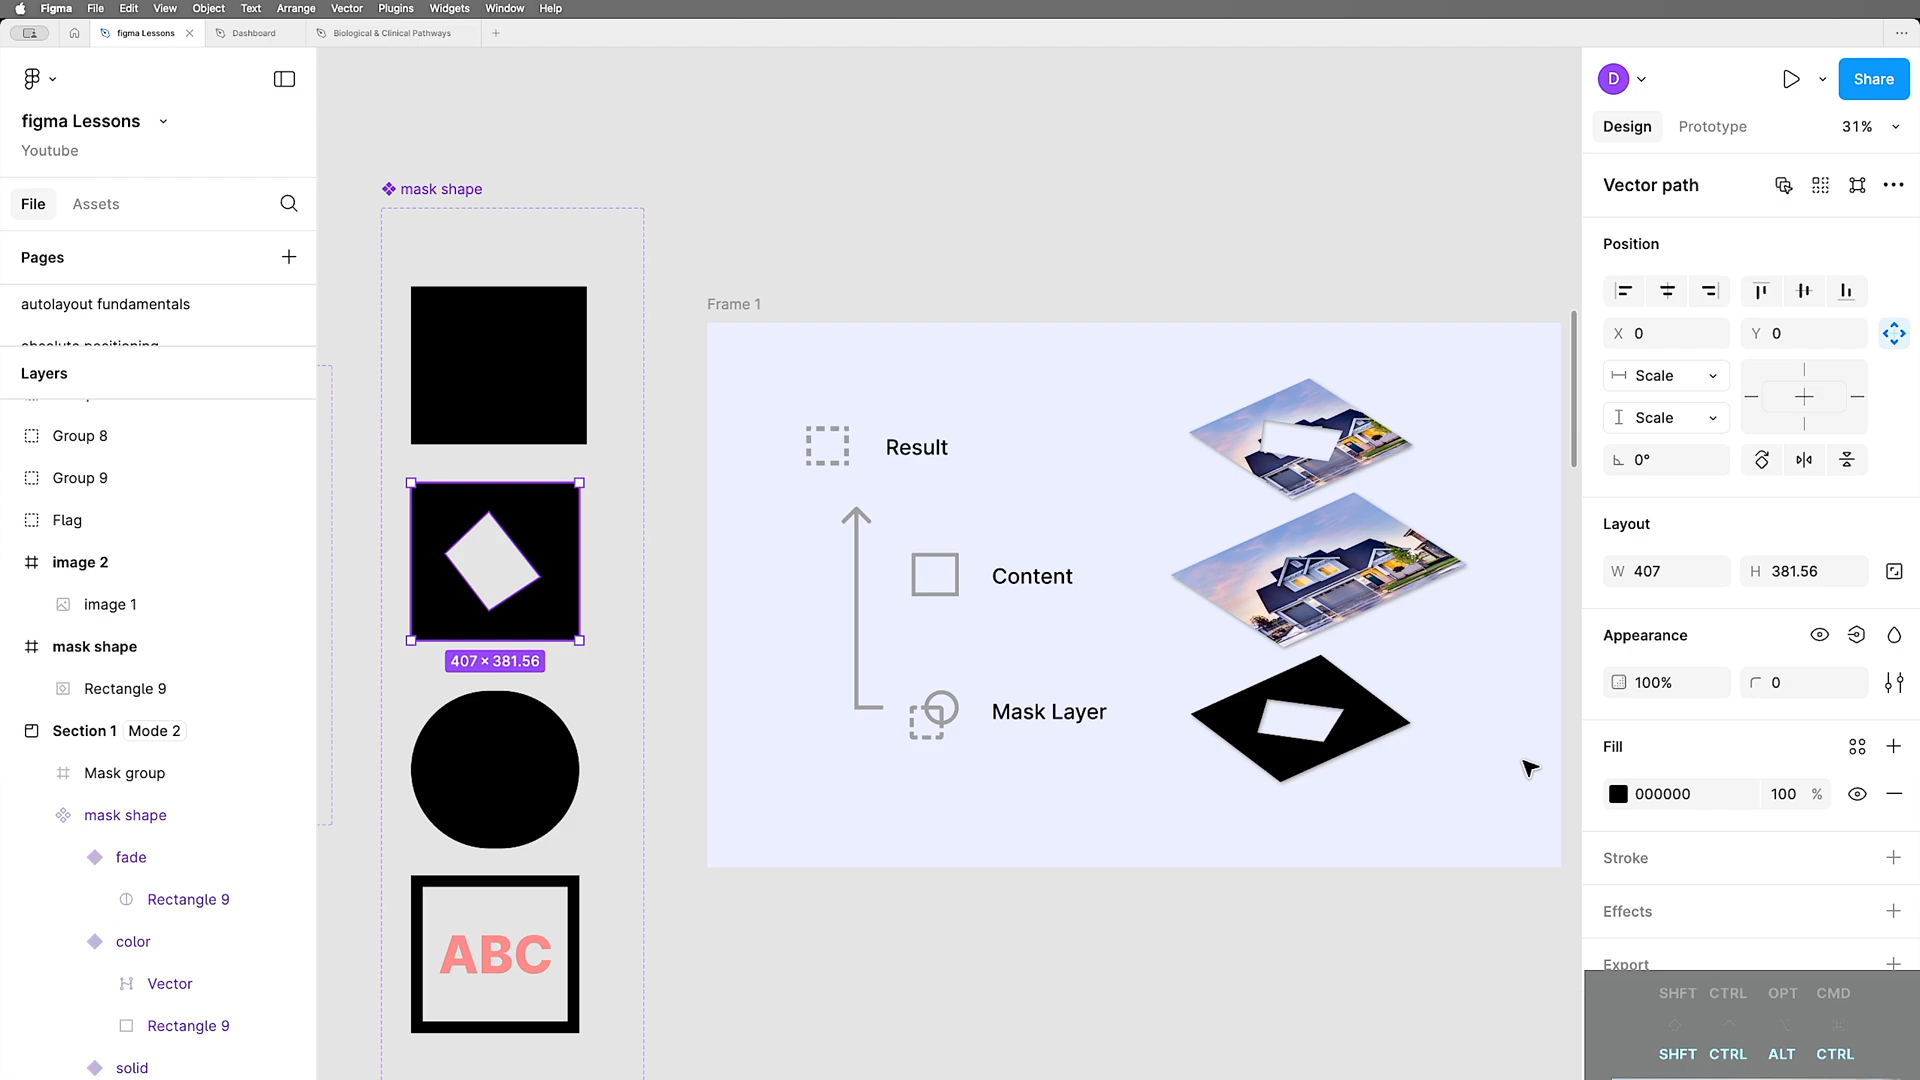 Figma File Edit View Object Text Arrange Vector Plugins Widgets Window Help
figma Lessons Dashboard Biological & Clinical Pathways
figma Lessons
Youtube
File Assets
Pages
autolayout fundamentals
absolute positioning
Layers
Group 8
Group 9
Flag
image 2
image 1
mask shape
Rectangle 9
Section 1 Mode 2
Mask group
mask shape
fade
Rectangle 9
color
Vector
Rectangle 9
solid
mask shape
407 × 381.56
ABC
Frame 1
Result
Content
Mask Layer
D
Share
Design Prototype 31%
Vector path
Position
X 0 Y 0
Scale
Scale
0°
Layout
W 407 H 381.56
Appearance
100% 0
Fill
000000 100 %
Stroke
Effects
Export
SHFT CTRL OPT CMD
SHFT CTRL ALT CTRL